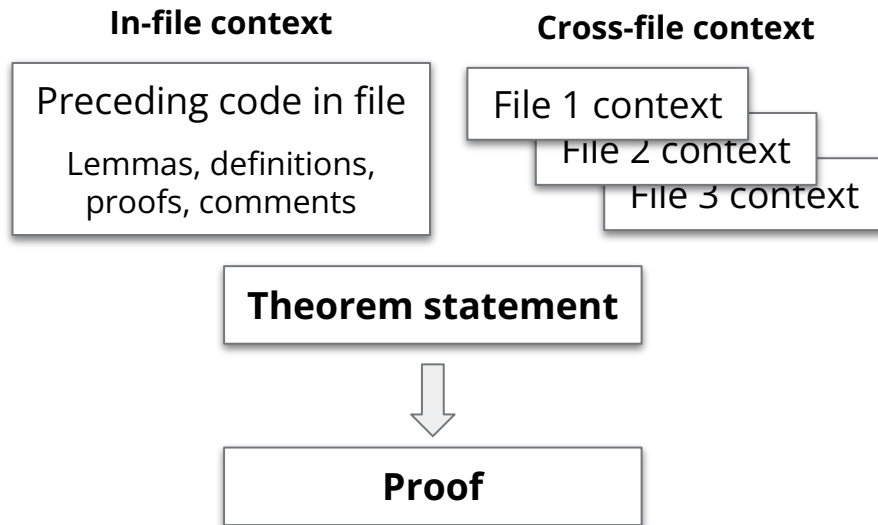 In-file context
Preceding code in file
Lemmas, definitions,
proofs, comments
Cross-file context
File 1 context
File 2 context
File 3 context
Theorem statement
Proof